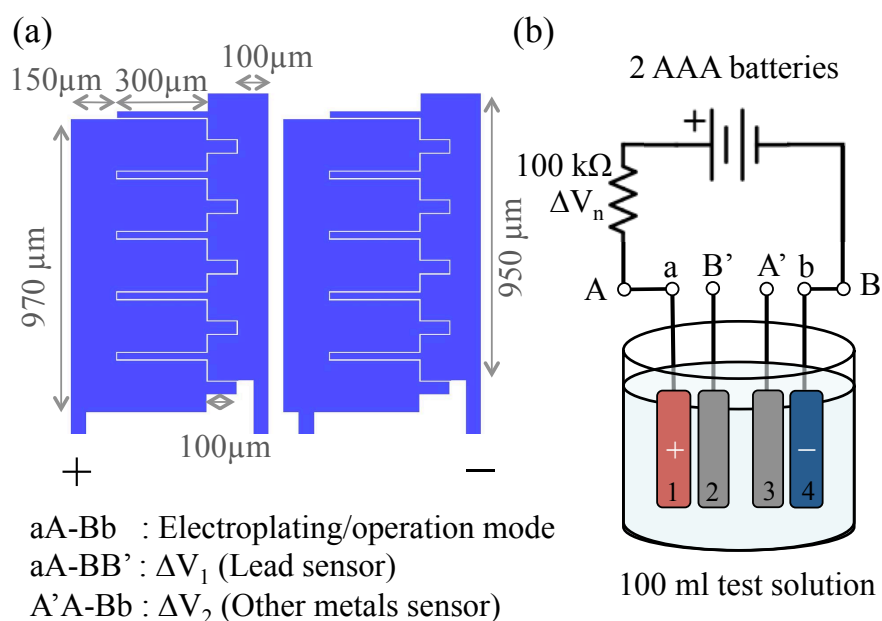 (a)
100µm
150µm
300µm
970 µm
950 µm
100µm
+
−
aA-Bb : Electroplating/operation mode
aA-BB' : ΔV₁ (Lead sensor)
A'A-Bb : ΔV₂ (Other metals sensor)
(b)
2 AAA batteries
+
100 kΩ
ΔVₙ
A
a
B'
A'
b
B
+
−
1
2
3
4
100 ml test solution